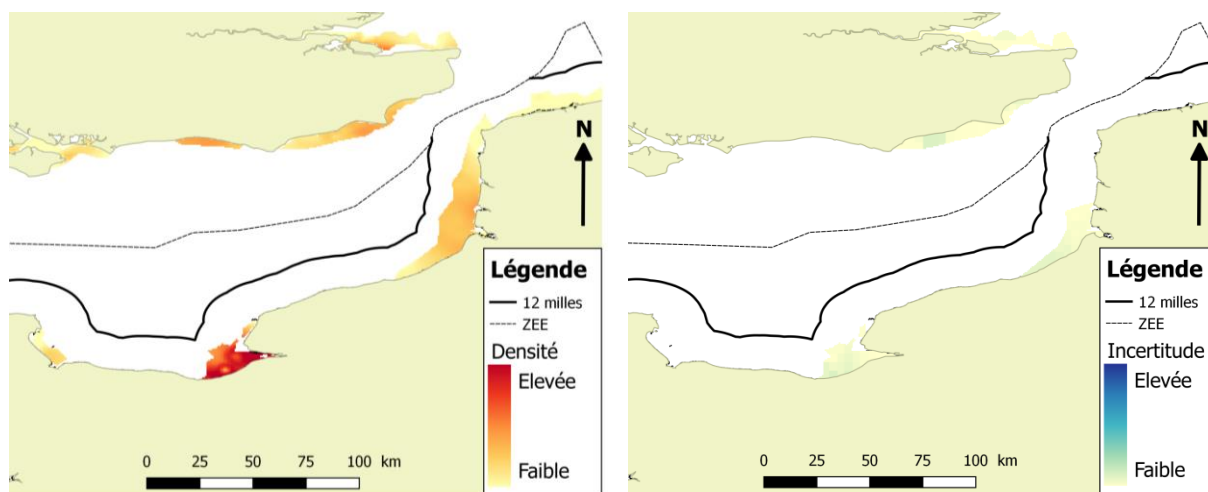 N
Légende
12 milles
ZEE
Densité
Elevée
Faible
0 25 50 75 100 km
N
Légende
12 milles
ZEE
Incertitude
Elevée
Faible
0 25 50 75 100 km